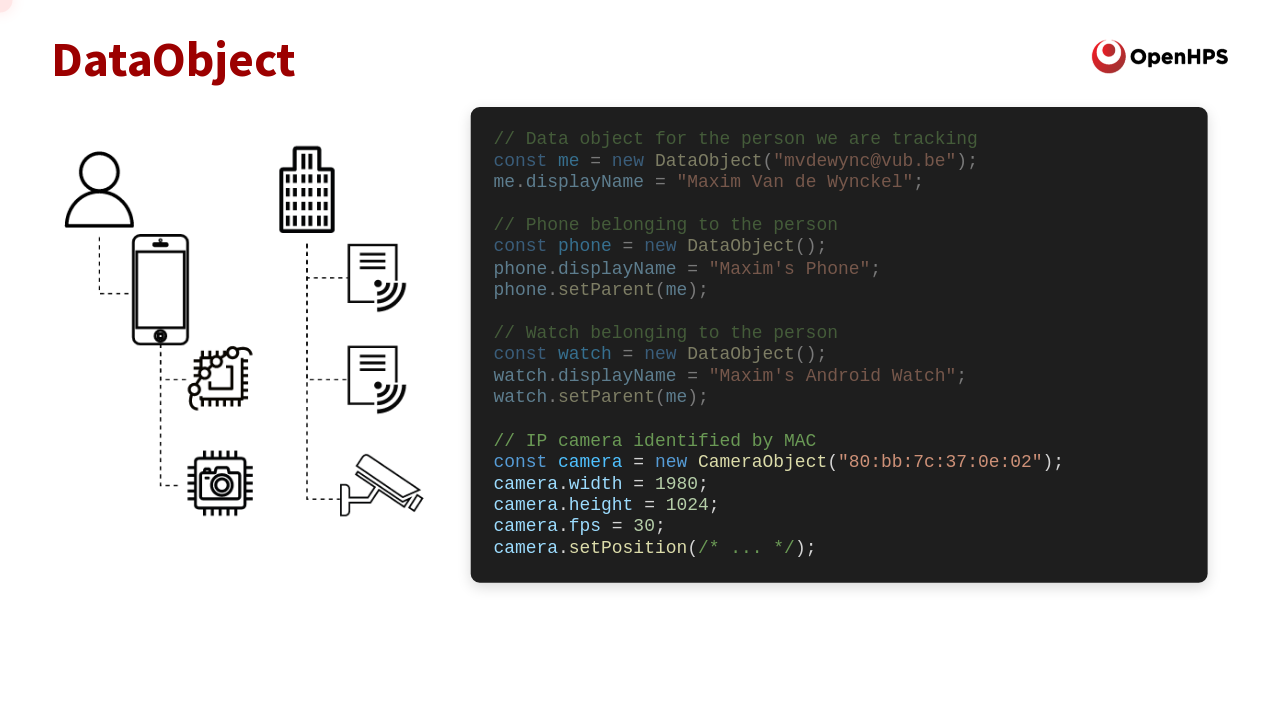 DataObject
OpenHPS
// Data object for the person we are tracking
const me = new DataObject("mvdewync@vub.be");
me.displayName = "Maxim Van de Wynckel";
// Phone belonging to the person
const phone = new DataObject();
phone.displayName = "Maxim's Phone";
phone.setParent(me);
// Watch belonging to the person
const watch = new DataObject();
watch.displayName = "Maxim's Android Watch";
watch.setParent(me);
// IP camera identified by MAC
const camera = new CameraObject("80:bb:7c:37:0e:02");
camera.width = 1980;
camera.height = 1024;
camera.fps = 30;
camera.setPosition(/* ... */);